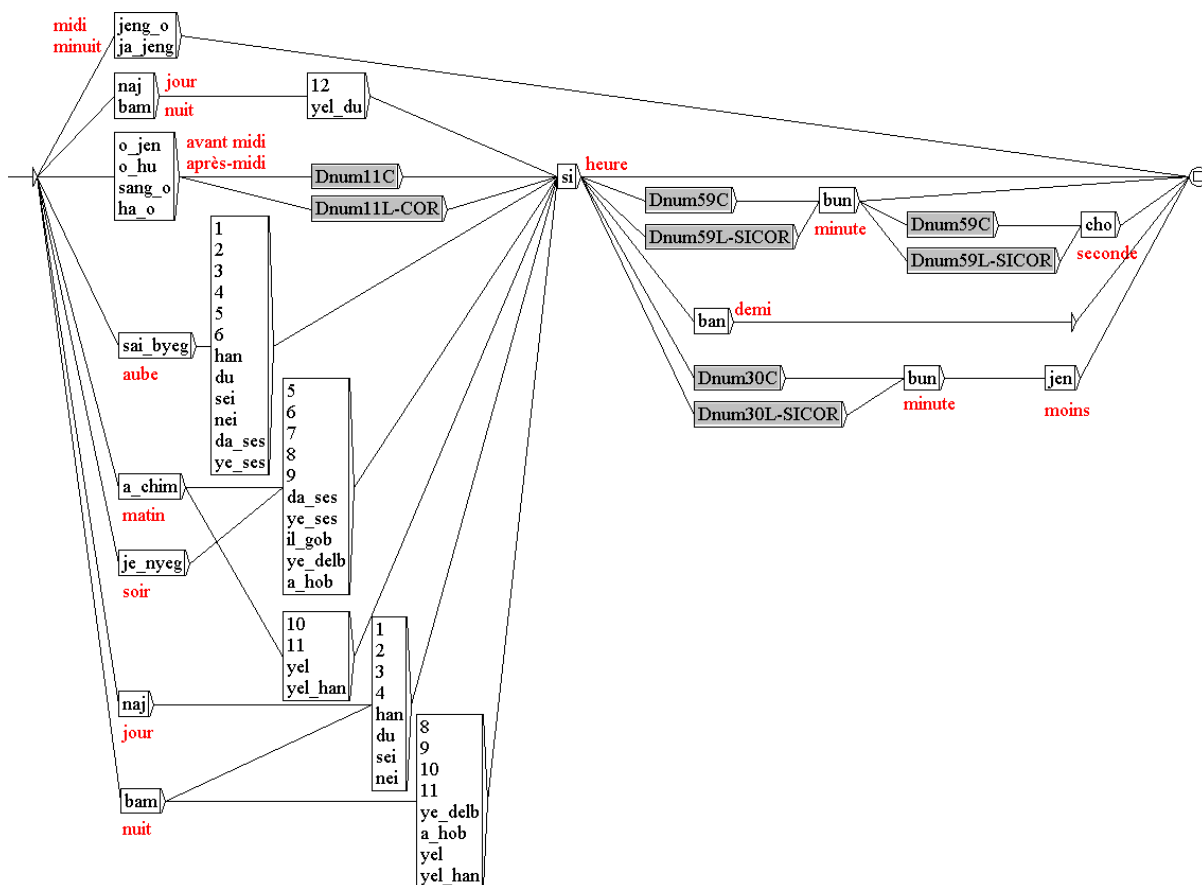 midi
minuit
jeng_o
ja_jeng
naj
bam
jour
nuit
12
yel_du
o_jen
o_hu
sang_o
ha_o
avant midi
après-midi
Dnum11C
Dnum11L-COR
si
heure
Dnum59C
Dnum59L-SICOR
bun
minute
Dnum59C
Dnum59L-SICOR
cho
seconde
ban
demi
Dnum30C
Dnum30L-SICOR
bun
minute
jen
moins
sai_byeg
aube
1
2
3
4
5
6
han
du
sei
nei
da_ses
ye_ses
a_chim
matin
je_nyeg
soir
5
6
7
8
9
da_ses
ye_ses
il_gob
ye_delb
a_hob
10
11
yel
yel_han
naj
jour
1
2
3
4
han
du
sei
nei
bam
nuit
8
9
10
11
ye_delb
a_hob
yel
yel_han